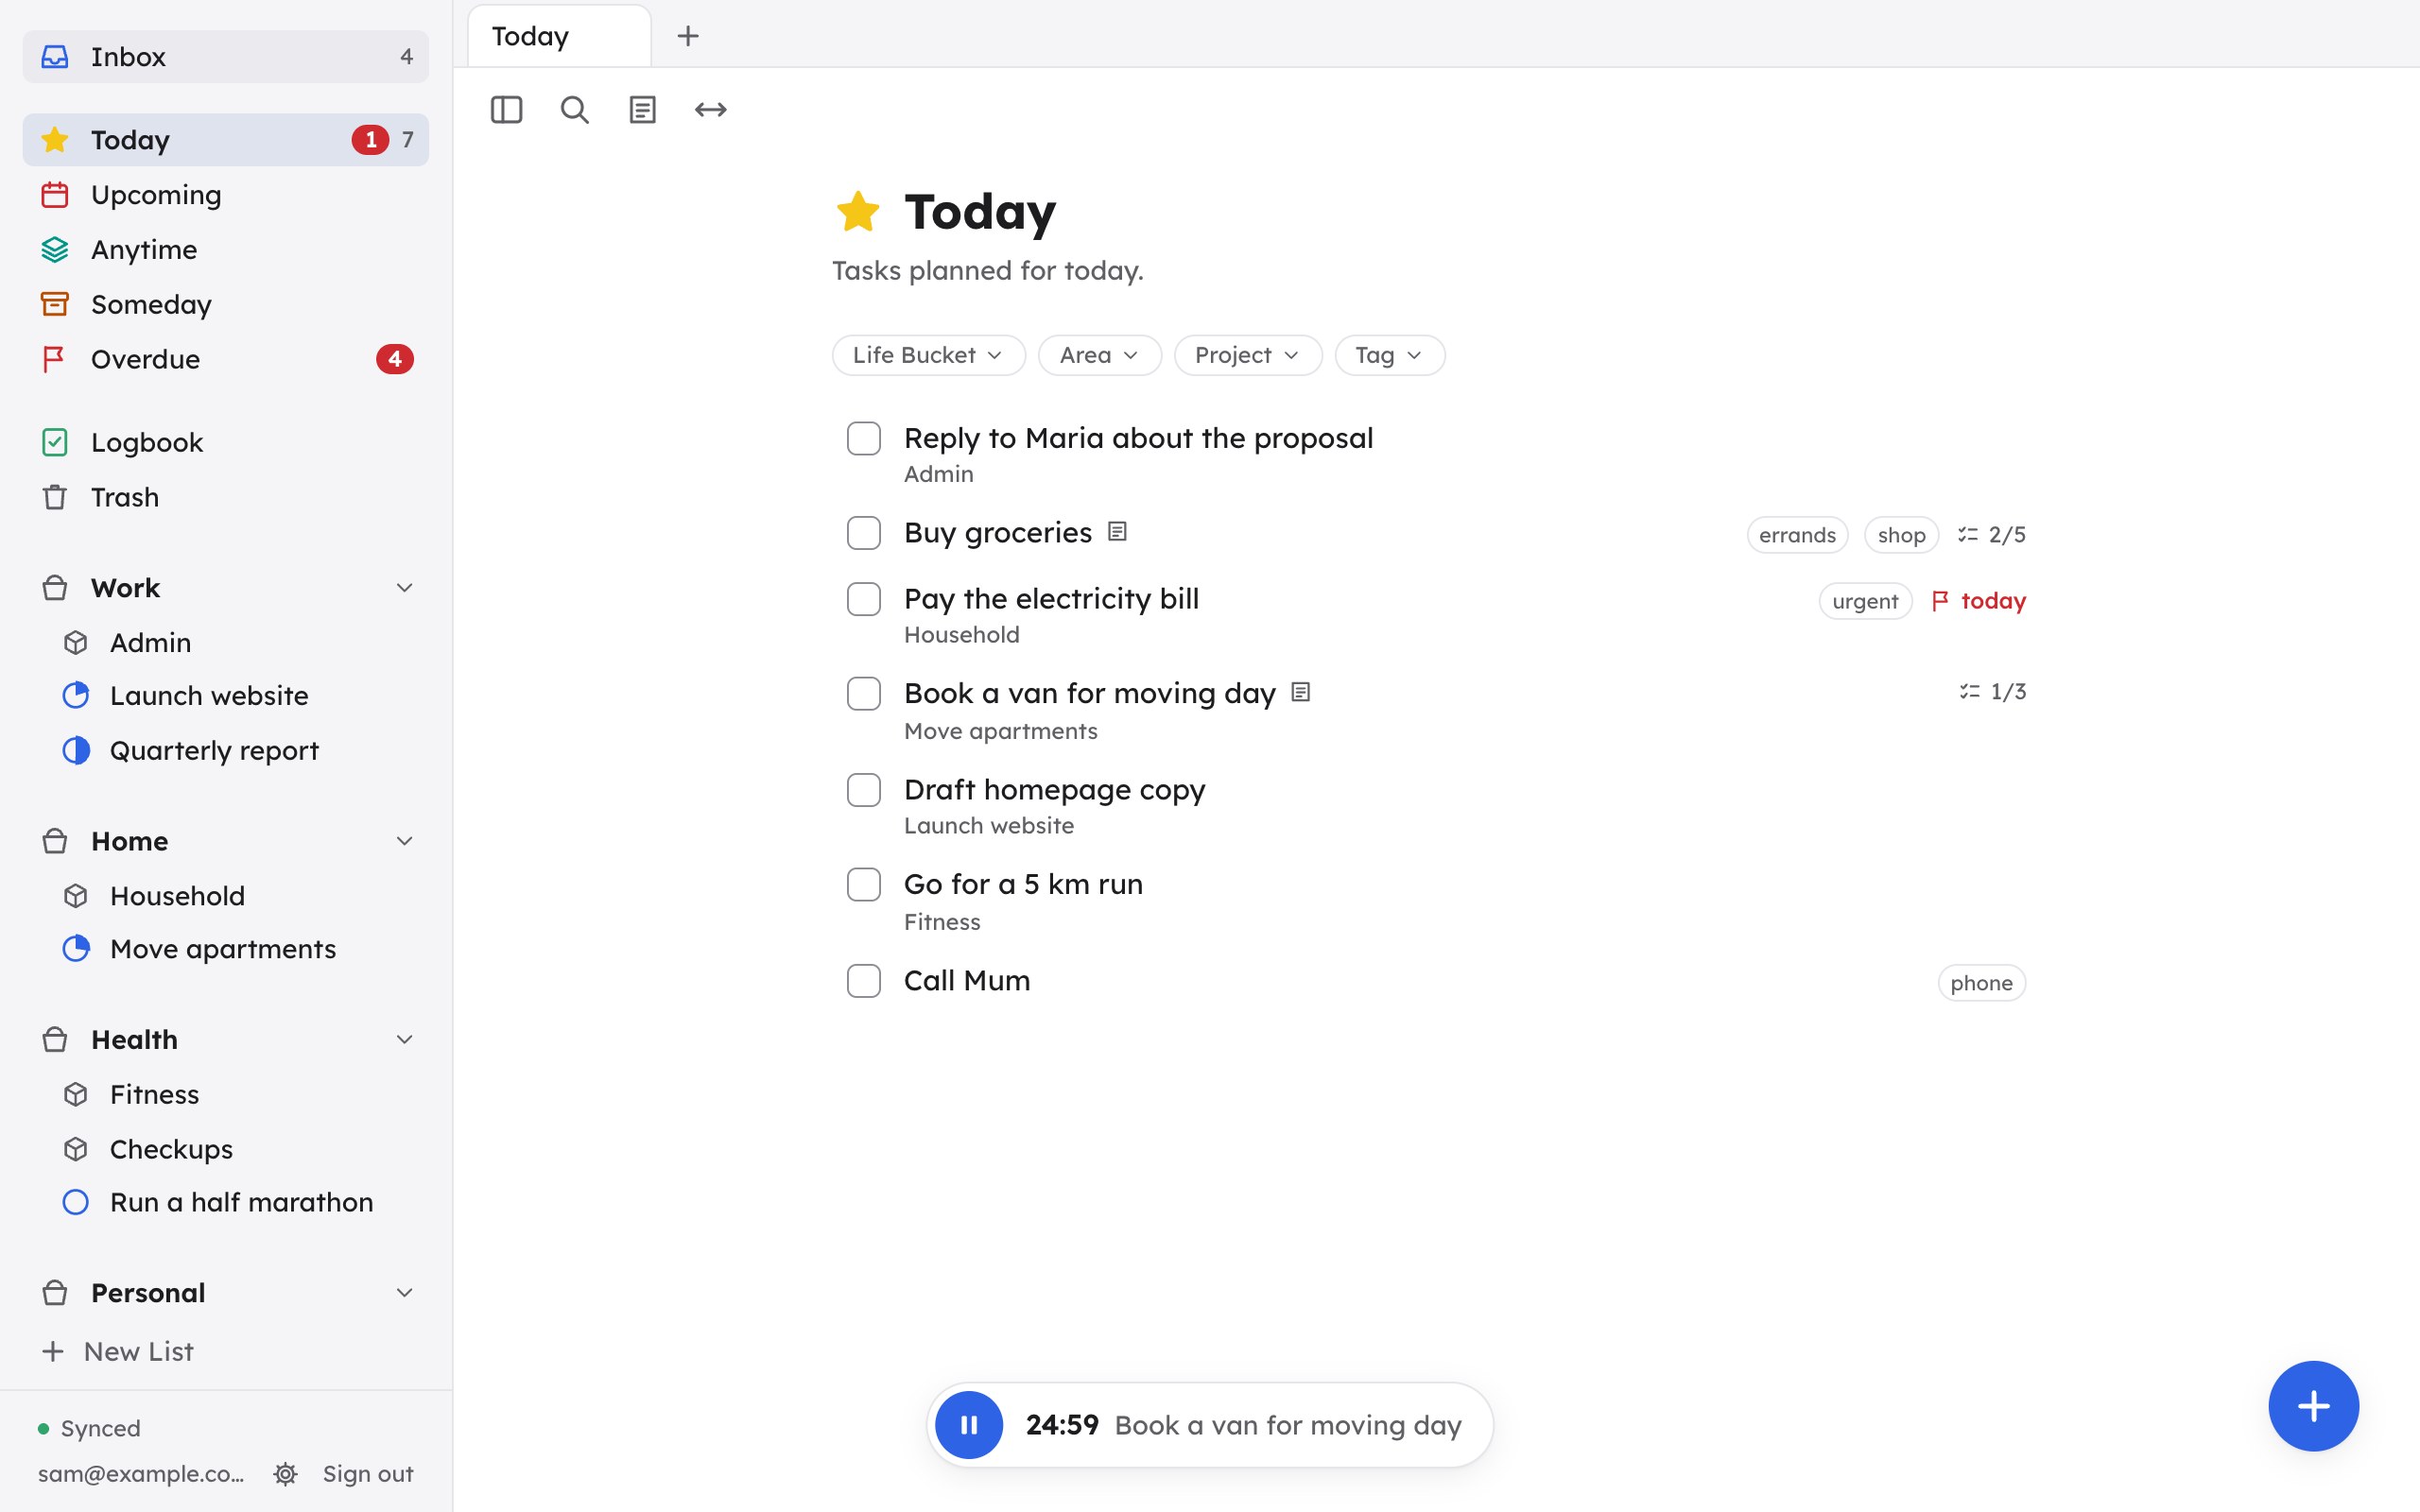 Inbox 4
Today 1 7
Upcoming
Anytime
Someday
Overdue 4
Logbook
Trash
Work
Admin
Launch website
Quarterly report
Home
Household
Move apartments
Health
Fitness
Checkups
Run a half marathon
Personal
New List
Synced
sam@example.co... Sign out
Today
Today
Tasks planned for today.
Life Bucket Area Project Tag
Reply to Maria about the proposal
Admin
Buy groceries errands shop 2/5
Pay the electricity bill urgent today
Household
Book a van for moving day 1/3
Move apartments
Draft homepage copy
Launch website
Go for a 5 km run
Fitness
Call Mum phone
24:59 Book a van for moving day